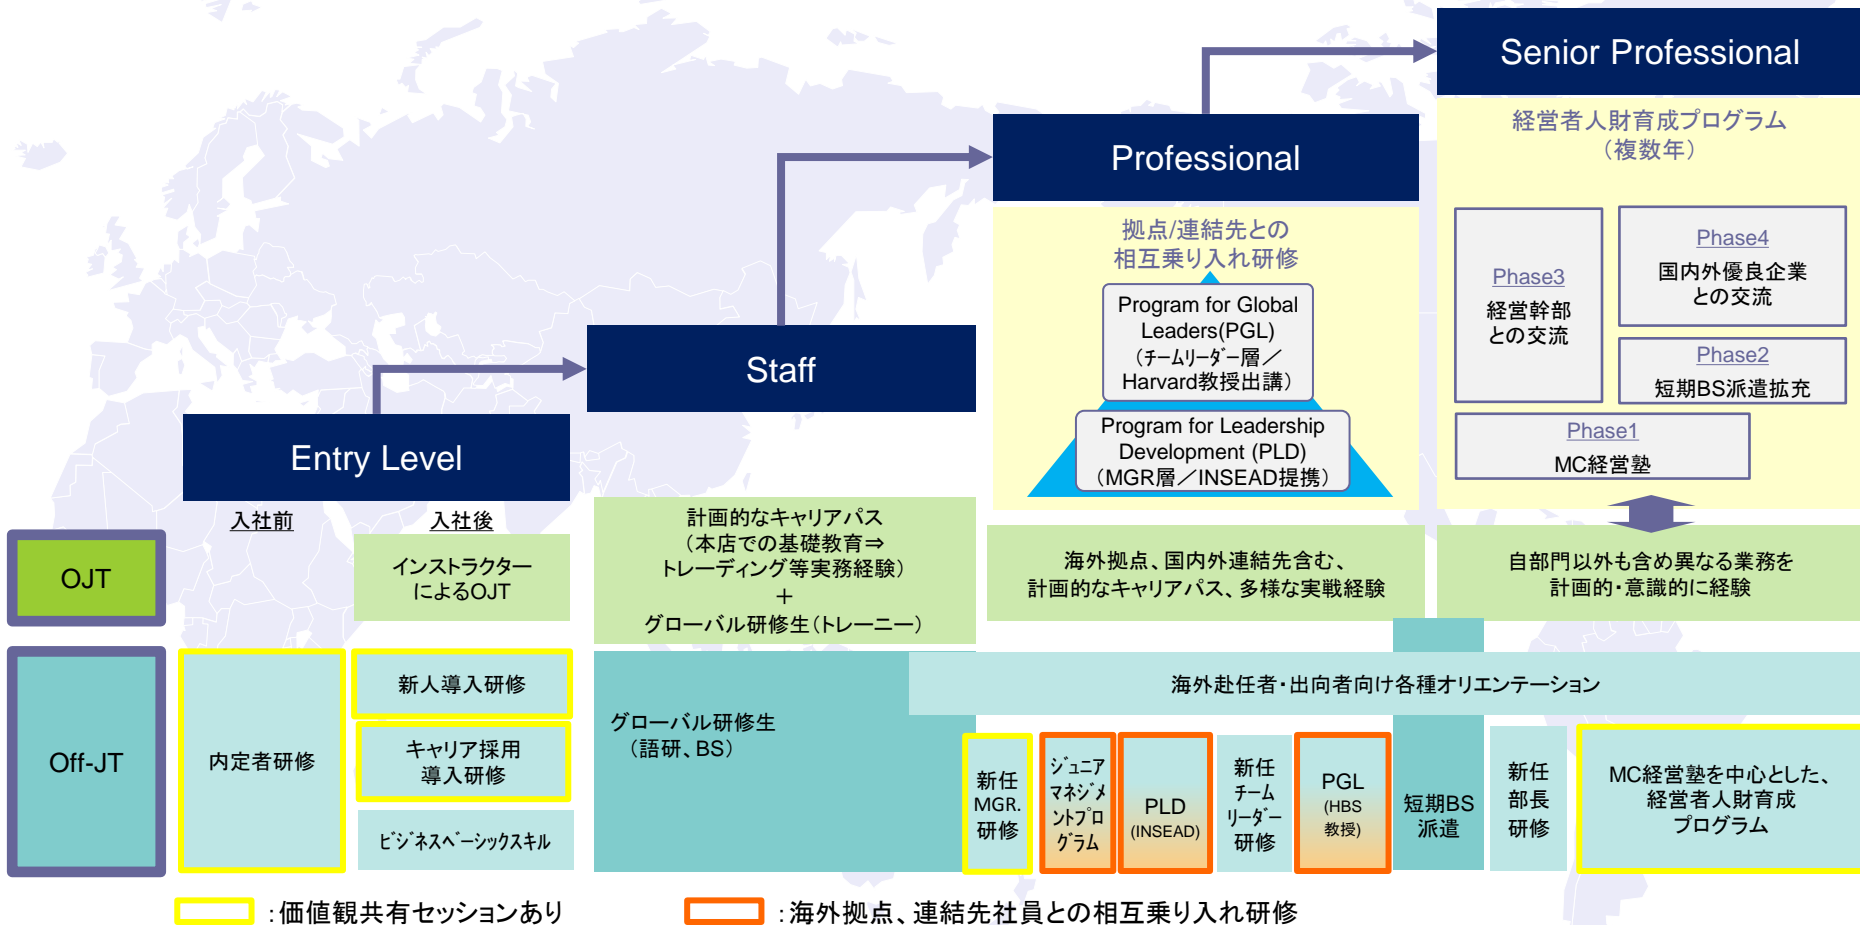 Senior Professional
経営者人財育成プログラム
（複数年）
Phase3
経営幹部
との交流
Phase4
国内外優良企業
との交流
Phase2
短期BS派遣拡充
Phase1
MC経営塾
Professional
拠点/連結先との
相互乗り入れ研修
Program for Global
Leaders(PGL)
（ﾁｰﾑﾘｰﾀﾞｰ層／
Harvard教授出講）
Program for Leadership
Development (PLD)
（MGR層／INSEAD提携）
Staff
Entry Level
入社前
入社後
OJT
インストラクター
によるOJT
計画的なキャリアパス
（本店での基礎教育⇒
トレーディング等実務経験）
＋
グローバル研修生（トレーニー）
海外拠点、国内外連結先含む、
計画的なキャリアパス、多様な実戦経験
自部門以外も含め異なる業務を
計画的・意識的に経験
Off-JT
内定者研修
新人導入研修
キャリア採用
導入研修
ﾋﾞｼﾞﾈｽﾍﾞｰｼｯｸｽｷﾙ
グローバル研修生
（語研、BS）
海外赴任者・出向者向け各種オリエンテーション
新任
MGR.
研修
ｼﾞｭﾆｱ
ﾏﾈｼﾞﾒ
ﾝﾄﾌﾟﾛ
ｸﾞﾗﾑ
PLD
(INSEAD)
新任
チーム
ﾘｰﾀﾞｰ
研修
PGL
(HBS
教授)
短期BS
派遣
新任
部長
研修
MC経営塾を中心とした、
経営者人財育成
プログラム
：価値観共有セッションあり
：海外拠点、連結先社員との相互乗り入れ研修